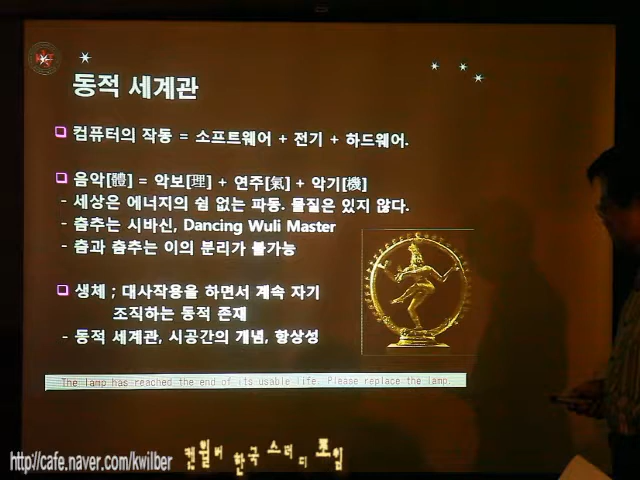 동적 세계관
컴퓨터의 작동 = 소프트웨어 + 전기 + 하드웨어.
음악[體] = 악보[理] + 연주[氣] + 악기[機]
- 세상은 에너지의 쉼 없는 파동. 물질은 있지 않다.
- 춤추는 시바신, Dancing Wuli Master
- 춤과 춤추는 이의 분리가 불가능
생체 ; 대사작용을 하면서 계속 자기
조직하는 동적 존재
- 동적 세계관, 시공간의 개념, 항상성
The lamp has reached the end of its usable life. Please replace the lamp.
http://cafe.naver.com/kwilber 켄 윌버 한국 스터디 모임